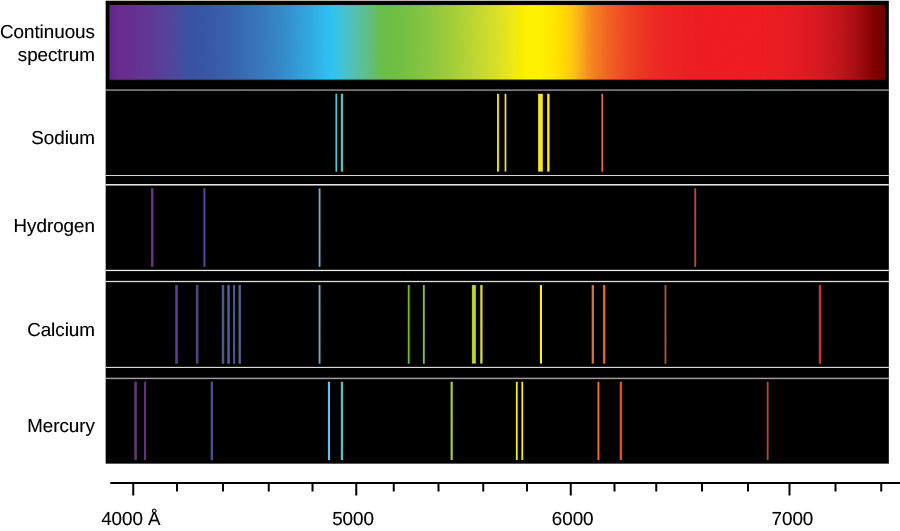 Continuous
spectrum
Sodium
Hydrogen
Calcium
Mercury
4000 Å 5000 6000 7000